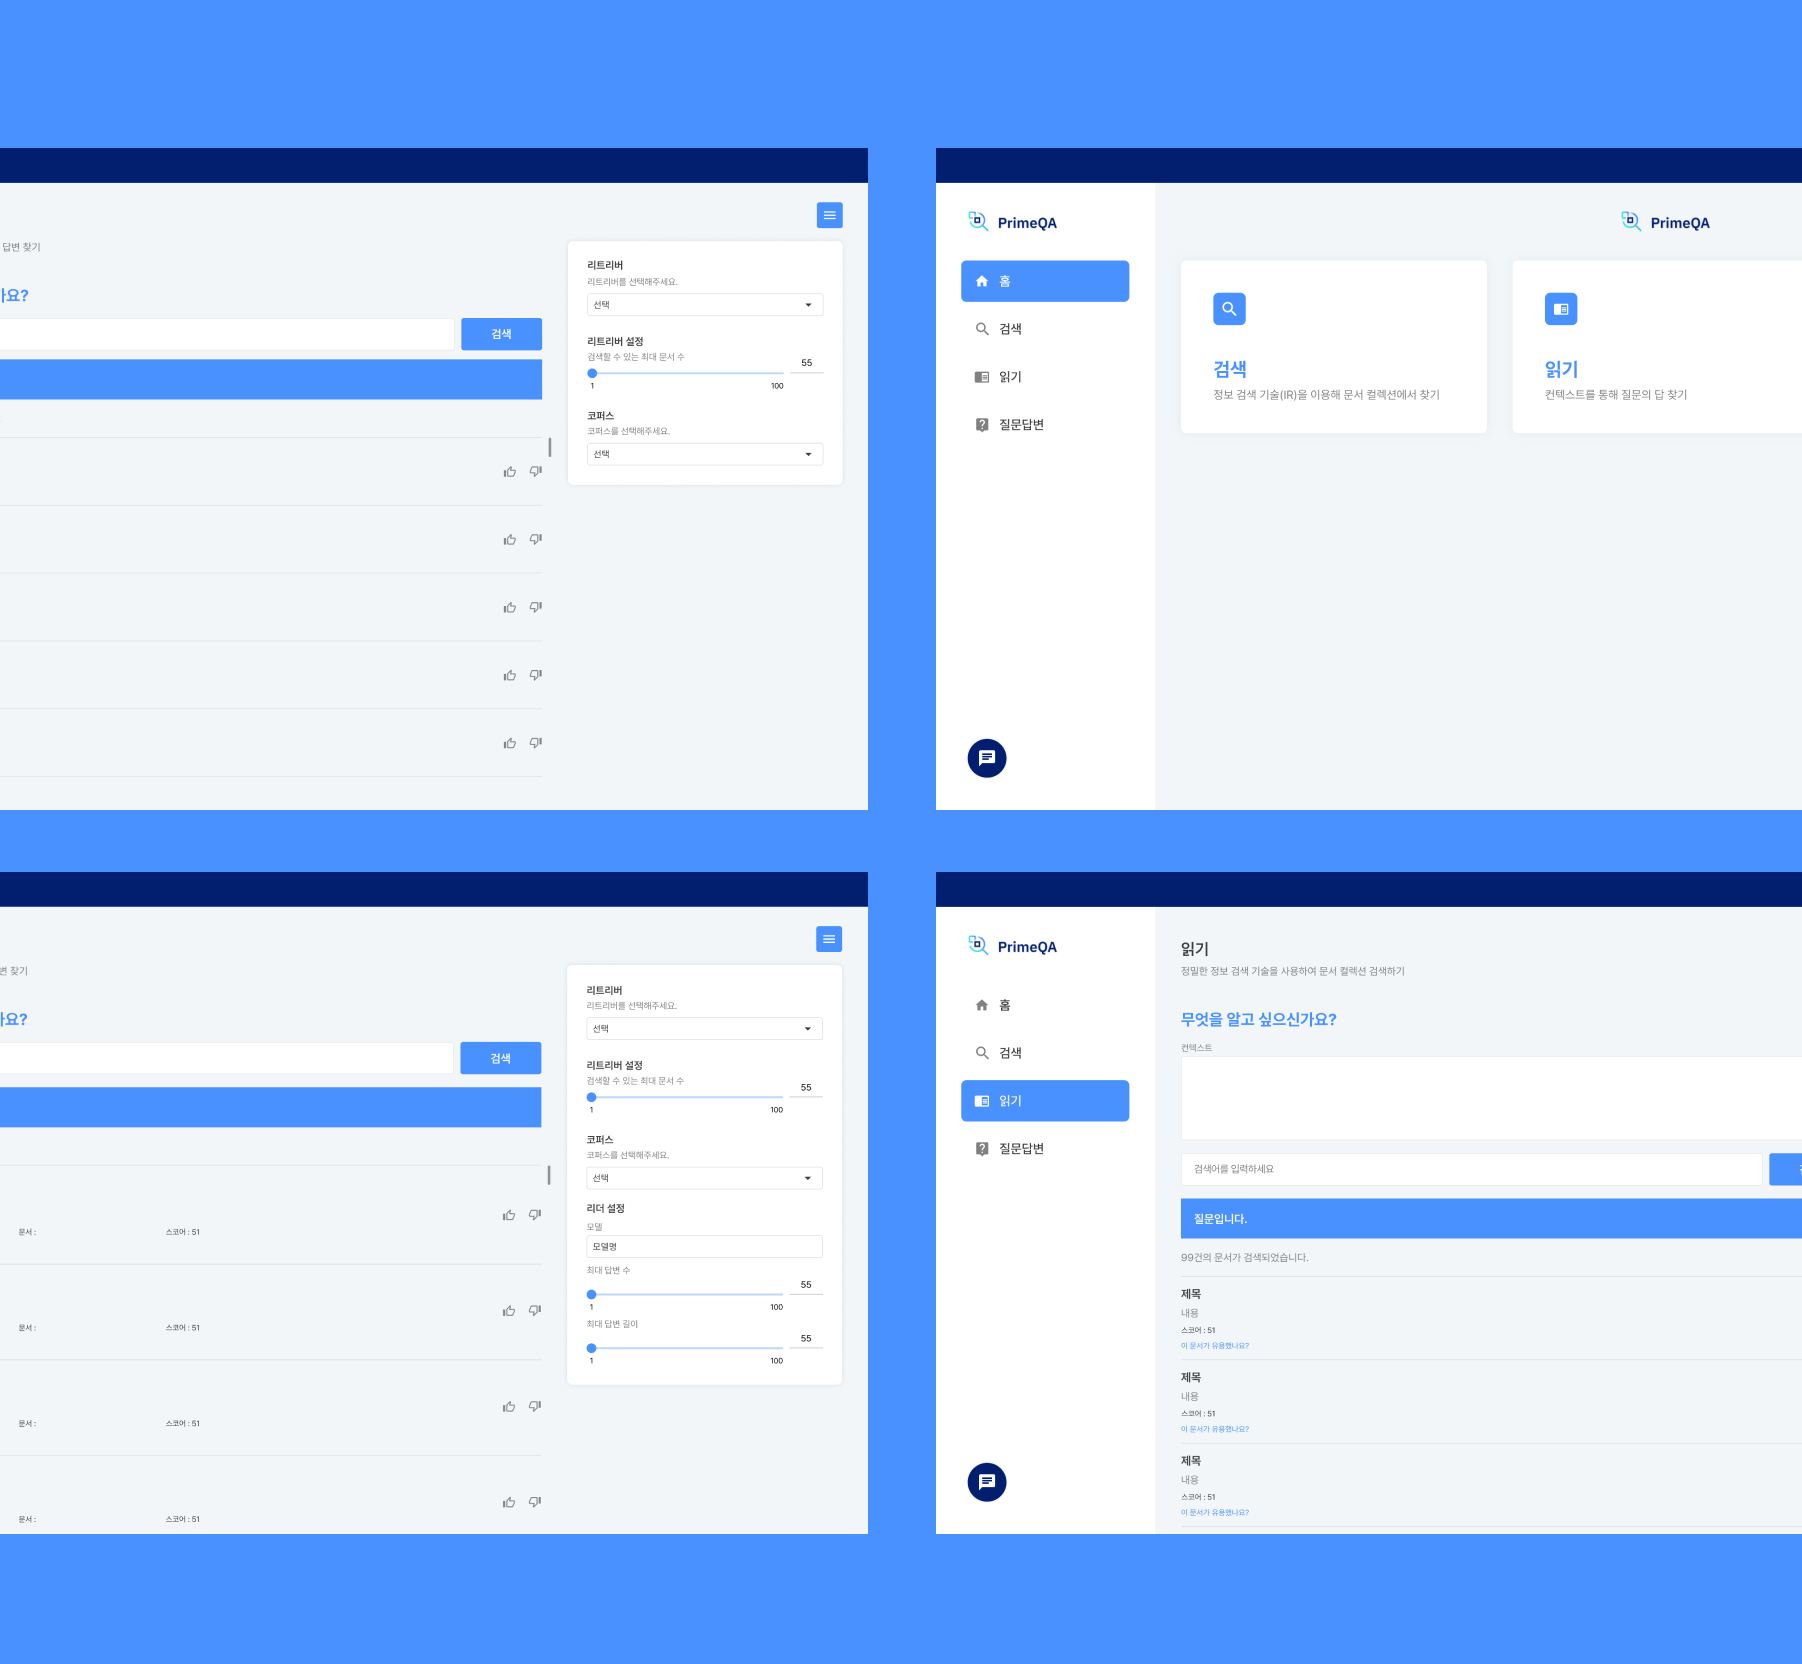 답변 찾기
가요?
검색
리트리버
리트리버를 선택해주세요.
선택
리트리버 설정
검색할 수 있는 최대 문서 수
55
1
100
코퍼스
코퍼스를 선택해주세요.
선택
PrimeQA
홈
검색
읽기
질문답변
PrimeQA
검색
정보 검색 기술(IR)을 이용해 문서 컬렉션에서 찾기
읽기
컨텍스트를 통해 질문의 답 찾기
변 찾기
가요?
검색
문서 :
스코어 : 51
문서 :
스코어 : 51
문서 :
스코어 : 51
문서 :
스코어 : 51
리트리버
리트리버를 선택해주세요.
선택
리트리버 설정
검색할 수 있는 최대 문서 수
55
1
100
코퍼스
코퍼스를 선택해주세요.
선택
리더 설정
모델
모델명
최대 답변 수
55
1
100
최대 답변 길이
55
1
100
PrimeQA
홈
검색
읽기
질문답변
읽기
정밀한 정보 검색 기술을 사용하여 문서 컬렉션 검색하기
무엇을 알고 싶으신가요?
컨텍스트
검색어를 입력하세요
질문입니다.
99건의 문서가 검색되었습니다.
제목
내용
스코어 : 51
이 문서가 유용했나요?
제목
내용
스코어 : 51
이 문서가 유용했나요?
제목
내용
스코어 : 51
이 문서가 유용했나요?